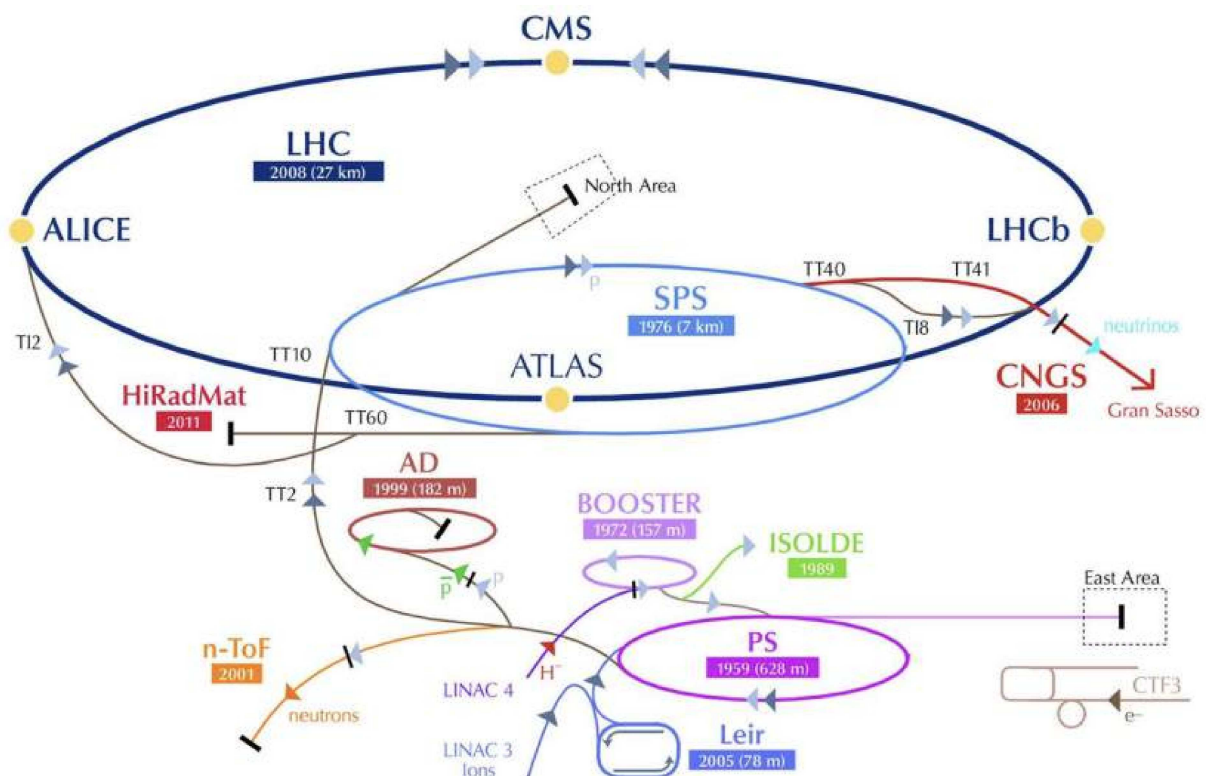 CMS
LHC
2008 (27 km)
North Area
ALICE
LHCb
TT40
TT41
p
SPS
1976 (7 km)
TI8
neutrinos
TI2
TT10
ATLAS
CNGS
2006
Gran Sasso
HiRadMat
2011
TT60
AD
1999 (182 m)
TT2
BOOSTER
1972 (157 m)
ISOLDE
1989
p̅
p
East Area
n-ToF
2001
PS
1959 (628 m)
H⁻
LINAC 4
neutrons
CTF3
e−
LINAC 3
Ions
Leir
2005 (78 m)